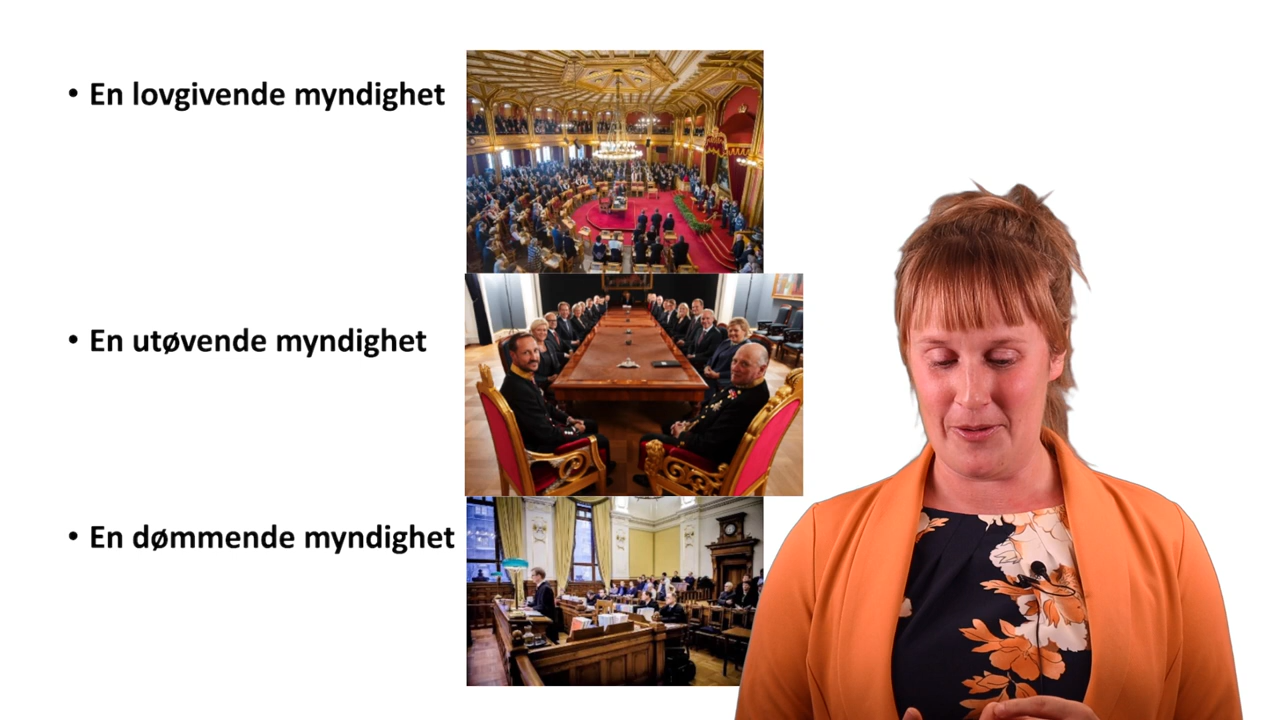 • En lovgivende myndighet
• En utøvende myndighet
• En dømmende myndighet